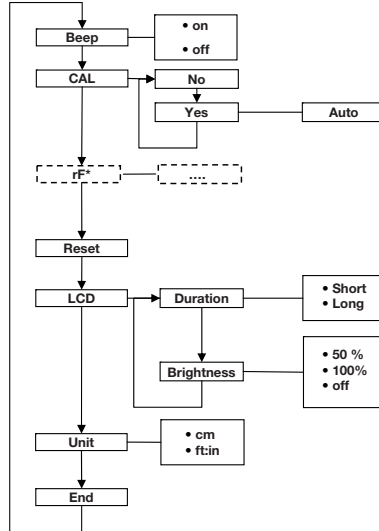 Beep
• on
• off
CAL
No
Yes
Auto
rF*
....
Reset
LCD
Duration
• Short
• Long
Brightness
• 50 %
• 100%
• off
Unit
• cm
• ft:in
End